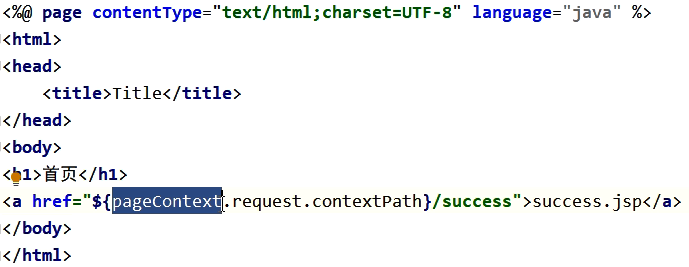 <%@ page contentType="text/html;charset=UTF-8" language="java" %>
<html>
<head>
    <title>Title</title>
</head>
<body>
<h1>首页</h1>
<a href="${pageContext.request.contextPath}/success">success.jsp</a>
</body>
</html>